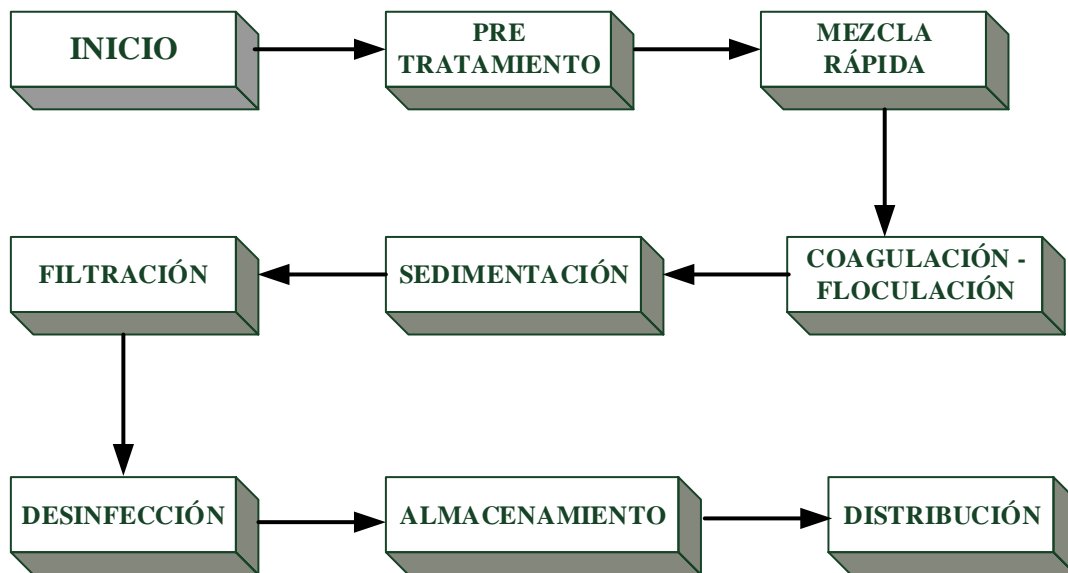 INICIO
PRE
TRATAMIENTO
MEZCLA
RÁPIDA
COAGULACIÓN -
FLOCULACIÓN
SEDIMENTACIÓN
FILTRACIÓN
DESINFECCIÓN
ALMACENAMIENTO
DISTRIBUCIÓN